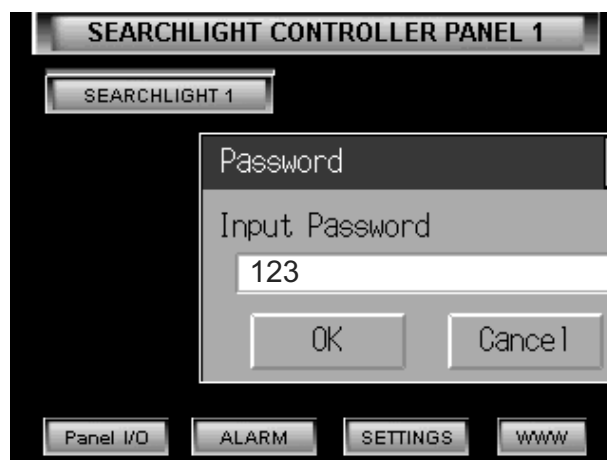 SEARCHLIGHT CONTROLLER PANEL 1
SEARCHLIGHT 1
Password
Input Password
123
OK Cancel
Panel I/O ALARM SETTINGS WWW